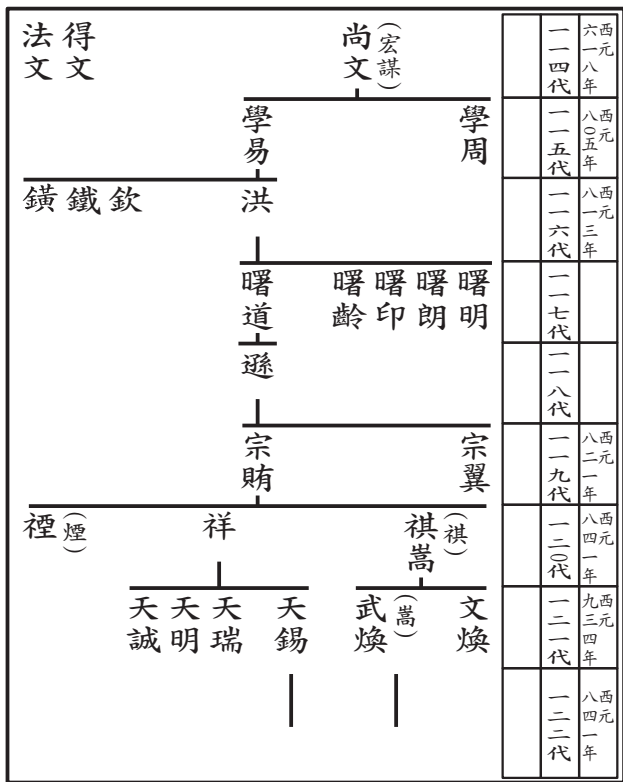 西元六一八年
一一四代
尚文(宏謀)
得文
法文
西元八0五年
一一五代
學周
學易
西元八一三年
一一六代
洪
欽
鐵
鐄
一一七代
曙明
曙朗
曙印
曙齡
曙道
一一八代
遜
西元八二一年
一一九代
宗翼
宗賄
西元八四一年
一二0代
祺嵩(祺)
祥
禋(煙)
西元九三四年
一二一代
文煥
武煥(嵩)
天錫
天瑞
天明
天誠
西元八四一年
一二二代